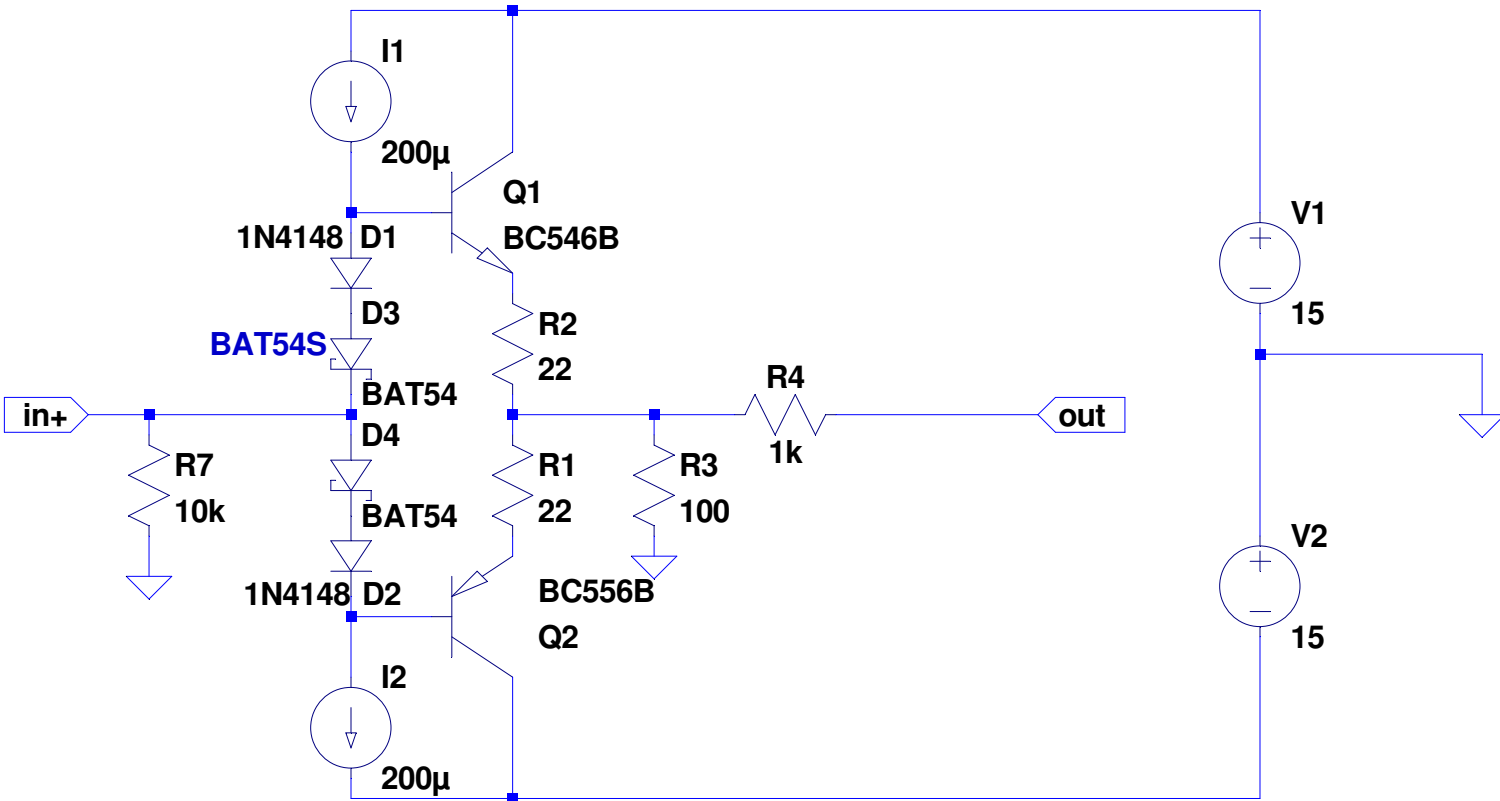 I1
200µ
Q1
BC546B
1N4148
D1
D3
BAT54S
BAT54
R2
22
in+
R7
10k
D4
BAT54
1N4148
D2
R1
22
R4
1k
out
R3
100
BC556B
Q2
I2
200µ
V1
15
V2
15